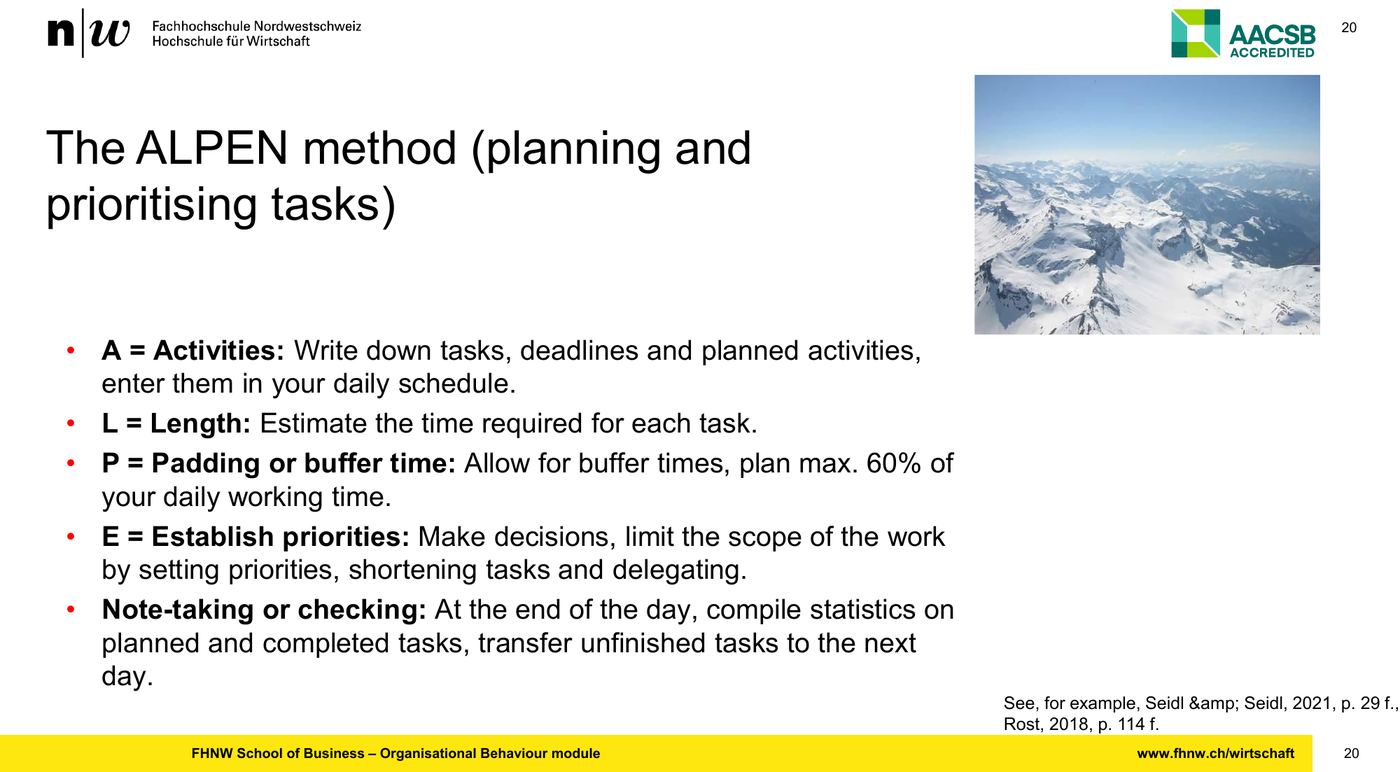 n|w Fachhochschule Nordwestschweiz
Hochschule für Wirtschaft
AACSB
ACCREDITED
20
The ALPEN method (planning and
prioritising tasks)
• A = Activities: Write down tasks, deadlines and planned activities,
enter them in your daily schedule.
• L = Length: Estimate the time required for each task.
• P = Padding or buffer time: Allow for buffer times, plan max. 60% of
your daily working time.
• E = Establish priorities: Make decisions, limit the scope of the work
by setting priorities, shortening tasks and delegating.
• Note-taking or checking: At the end of the day, compile statistics on
planned and completed tasks, transfer unfinished tasks to the next
day.
See, for example, Seidl &amp; Seidl, 2021, p. 29 f.,
Rost, 2018, p. 114 f.
FHNW School of Business – Organisational Behaviour module
www.fhnw.ch/wirtschaft
20